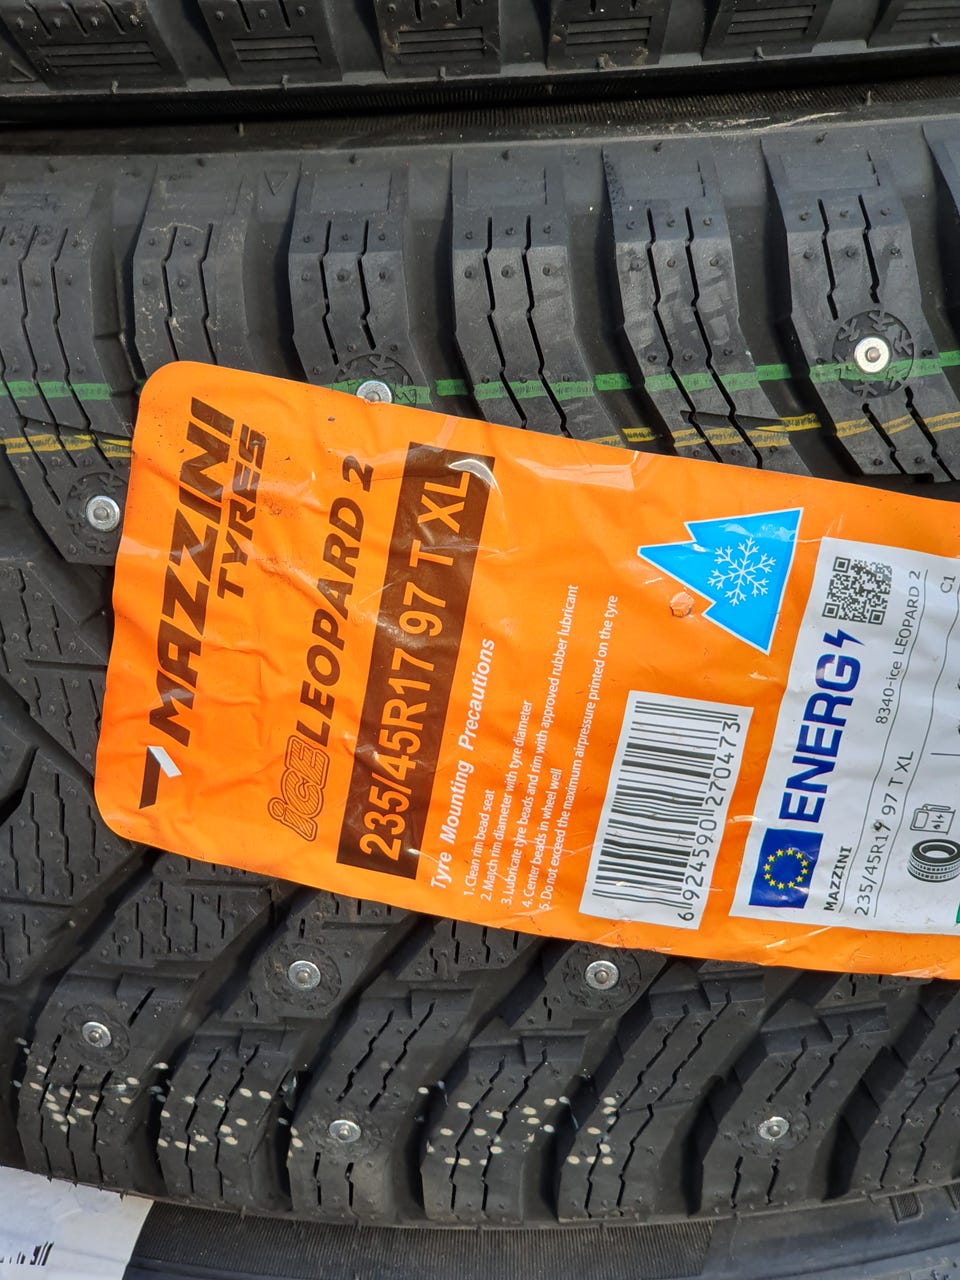 MAZZINI
TYRES
iCE LEOPARD 2
235/45R17 97 T XL
Tyre Mounting Precautions
1. Clean rim bead seat
2. Match rim diameter with tyre diameter
3. Lubricate tyre beads and rim with approved rubber lubricant
4. Center beads in wheel well
5. Do not exceed the maximum airpressure printed on the tyre
6924590270473
ENERG
MAZZINI
8340-ice LEOPARD 2
235/45R17 97 T XL
C1